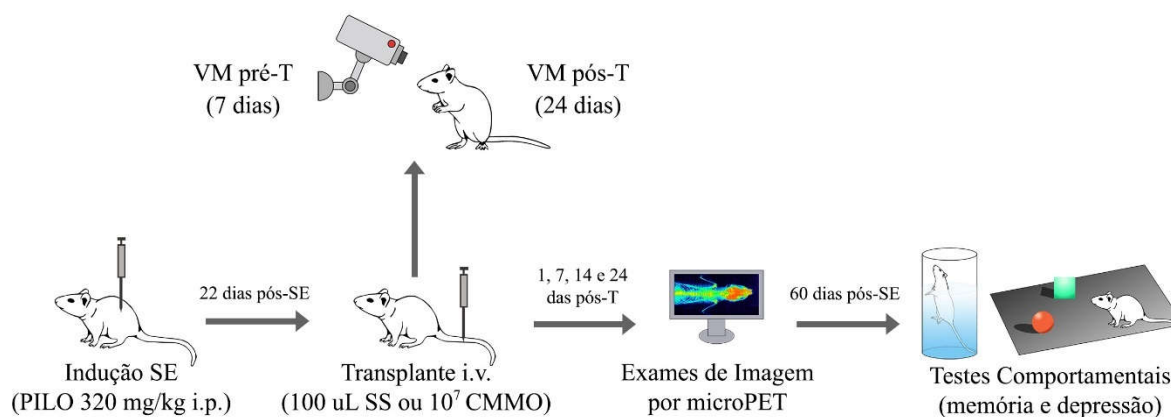 VM pré-T
(7 dias)
VM pós-T
(24 dias)
22 dias pós-SE
1, 7, 14 e 24
das pós-T
60 dias pós-SE
Indução SE
(PILO 320 mg/kg i.p.)
Transplante i.v.
(100 uL SS ou 10⁷ CMMO)
Exames de Imagem
por microPET
Testes Comportamentais
(memória e depressão)